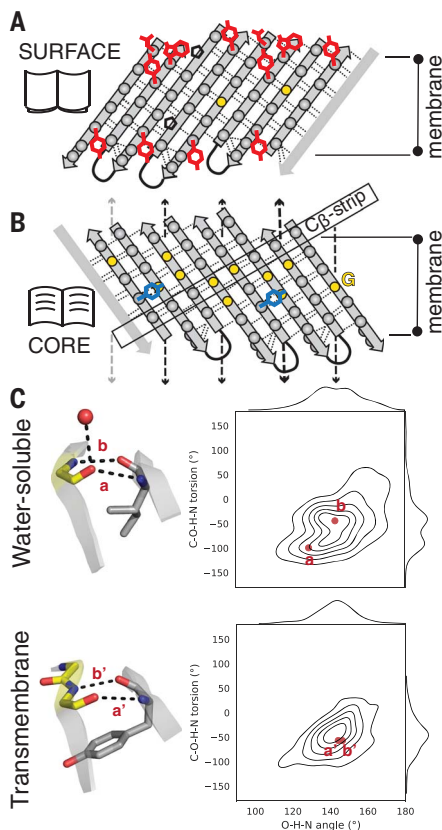 A
SURFACE
membrane
B
Cβ-strip
G
CORE
membrane
C
Water-soluble
b
a
C-O-H-N torsion (°)
150
100
50
0
−50
−100
−150
b
a
Transmembrane
b'
a'
C-O-H-N torsion (°)
150
100
50
0
−50
−100
−150
a' b'
100 120 140 160 180
O-H-N angle (°)